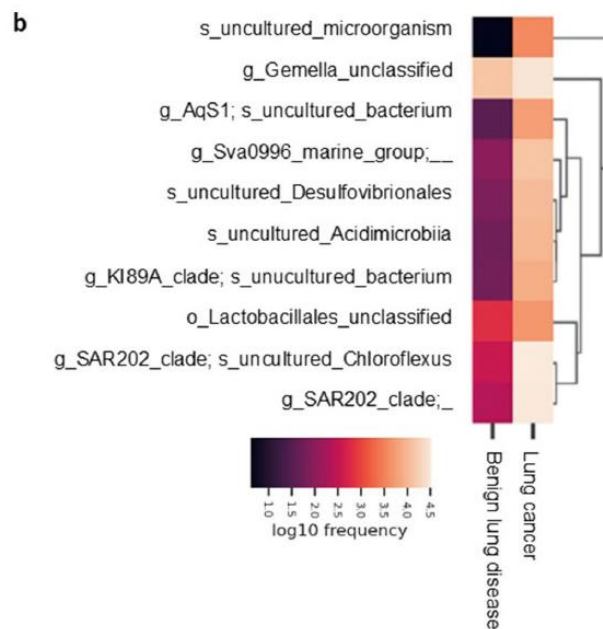 b
s_uncultured_microorganism
g_Gemella_unclassified
g_AqS1; s_uncultured_bacterium
g_Sva0996_marine_group;__
s_uncultured_Desulfovibrionales
s_uncultured_Acidimicrobiia
g_KI89A_clade; s_unucultured_bacterium
o_Lactobacillales_unclassified
g_SAR202_clade; s_uncultured_Chloroflexus
g_SAR202_clade;_
1.0 1.5 2.0 2.5 3.0 3.5 4.0 4.5
log10 frequency
Benign lung disease
Lung cancer